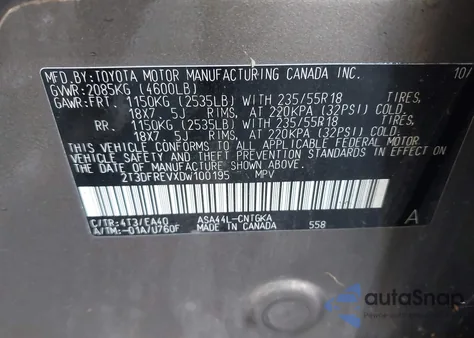 MFD.BY:TOYOTA MOTOR MANUFACTURING CANADA INC. 10/
GVWR:2085KG (4600LB)
GAWR:FRT. 1150KG (2535LB) WITH 235/55R18 TIRES,
18X7 5J RIMS, AT 220KPA (32PSI) COLD.
RR. 1150KG (2535LB) WITH 235/55R18 TIRES,
18X7 5J RIMS, AT 220KPA (32PSI) COLD.
THIS VEHICLE CONFORMS TO ALL APPLICABLE FEDERAL MOTOR
VEHICLE SAFETY AND BUMPER STANDARDS IN EFFECT ON
THE DATE OF MANUFACTURE SHOWN ABOVE.
2T3DFREVXDW100195 MPV
C/TR:4T3/EA40 ASA44L-CNTGKA A
A/TM:-01A/U760F MADE IN CANADA 558
autoSnap